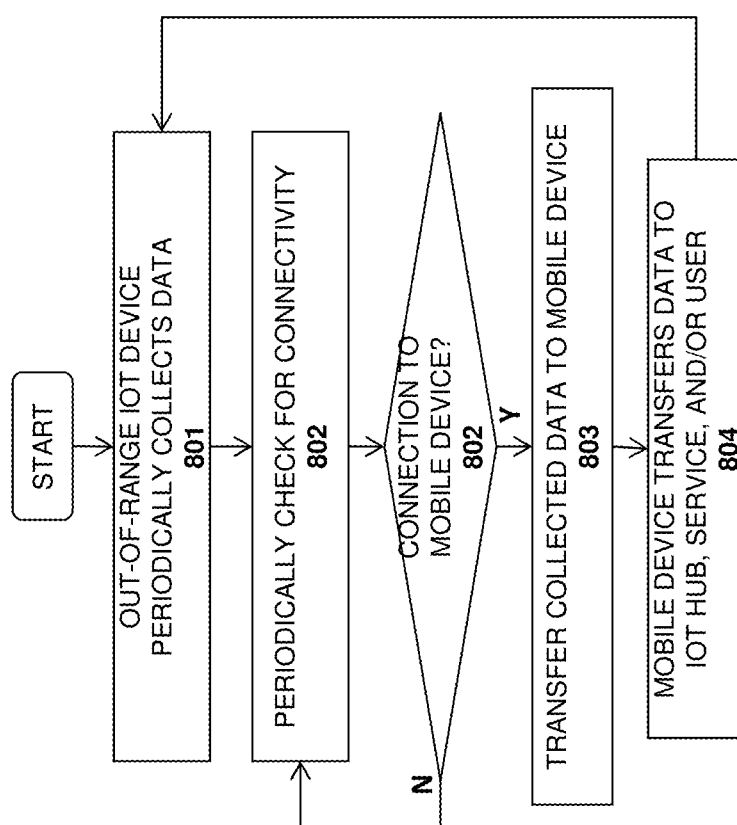 START
OUT-OF-RANGE IOT DEVICE
PERIODICALLY COLLECTS DATA
801
PERIODICALLY CHECK FOR CONNECTIVITY
802
CONNECTION TO
MOBILE DEVICE?
802
N
Y
TRANSFER COLLECTED DATA TO MOBILE DEVICE
803
MOBILE DEVICE TRANSFERS DATA TO
IOT HUB, SERVICE, AND/OR USER
804